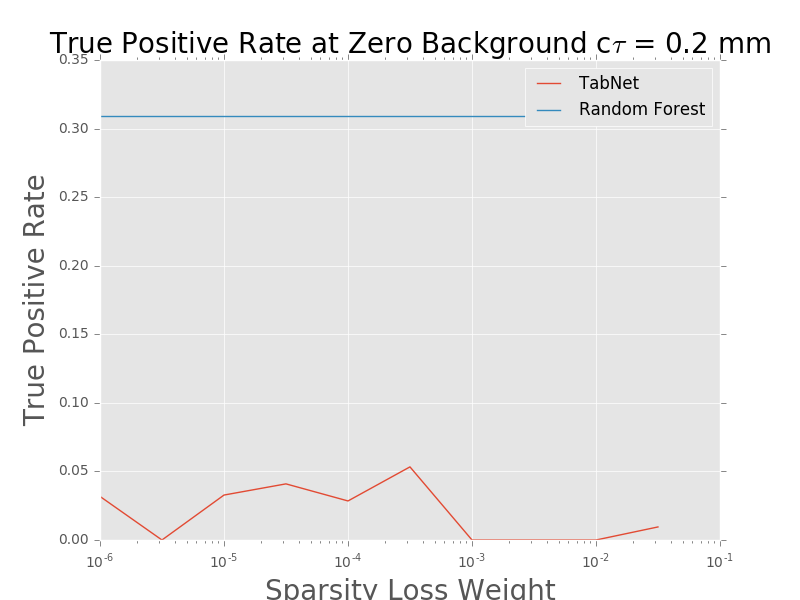 True Positive Rate at Zero Background cτ = 0.2 mm
TabNet
Random Forest
True Positive Rate
0.35
0.30
0.25
0.20
0.15
0.10
0.05
0.00
10⁻⁶ 10⁻⁵ 10⁻⁴ 10⁻³ 10⁻² 10⁻¹
Sparsity Loss Weight